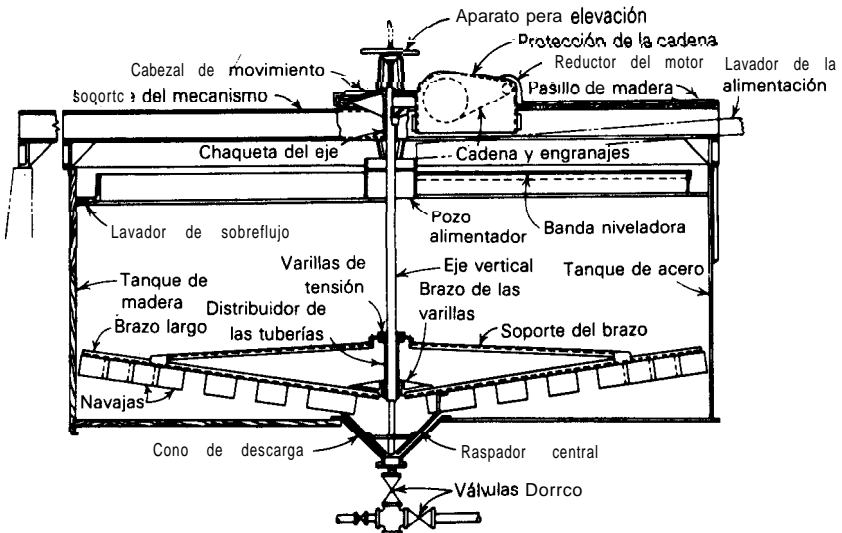 Aparato pera elevación
Protección de la cadena
Cabezal de movimiento
Reductor del motor
Lavador de la
alimentación
soqortc e del mecanismo
Pasillo de madera
Chaqueta del eje
Cadena y engranajes
Lavador de sobreflujo
Pozo
alimentador
Banda niveladora
Tanque de
madera
Varillas de
tensión
Eje vertical
Tanque de acero
Brazo largo
Distribuidor de
las tuberías
Brazo de las
varillas
Soporte del brazo
Navajas
Cono de descarga
Raspador central
Válvulas Dorrco